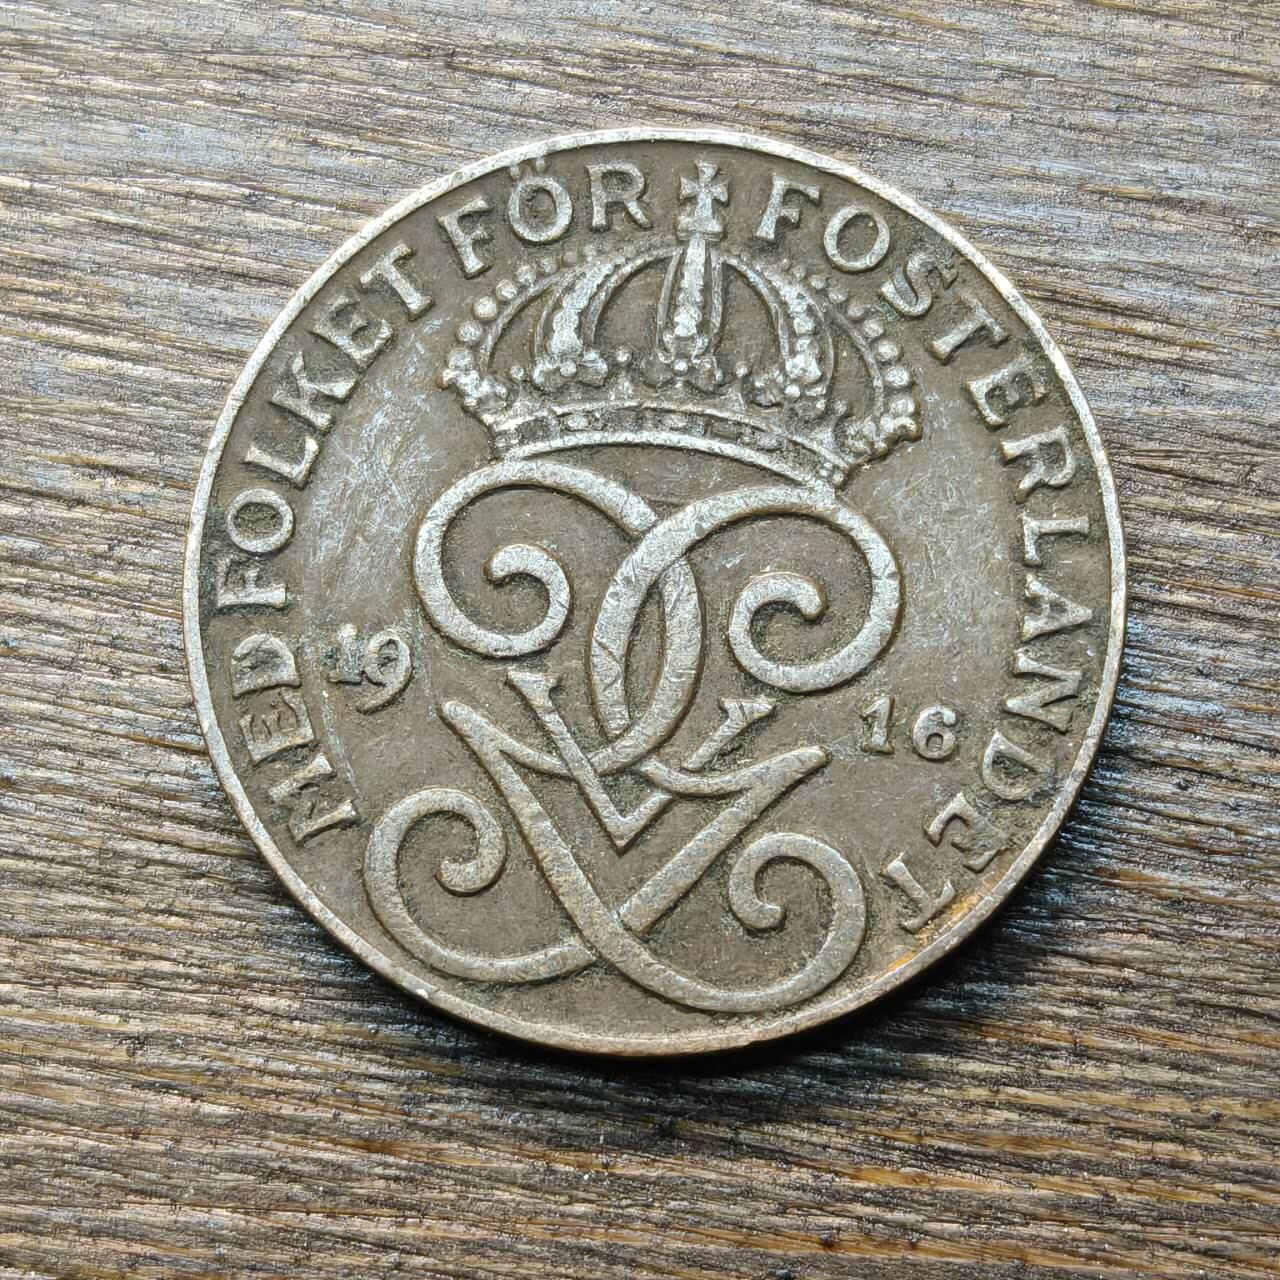 MED FOLKET FÖR FOSTERLANDET
19 16